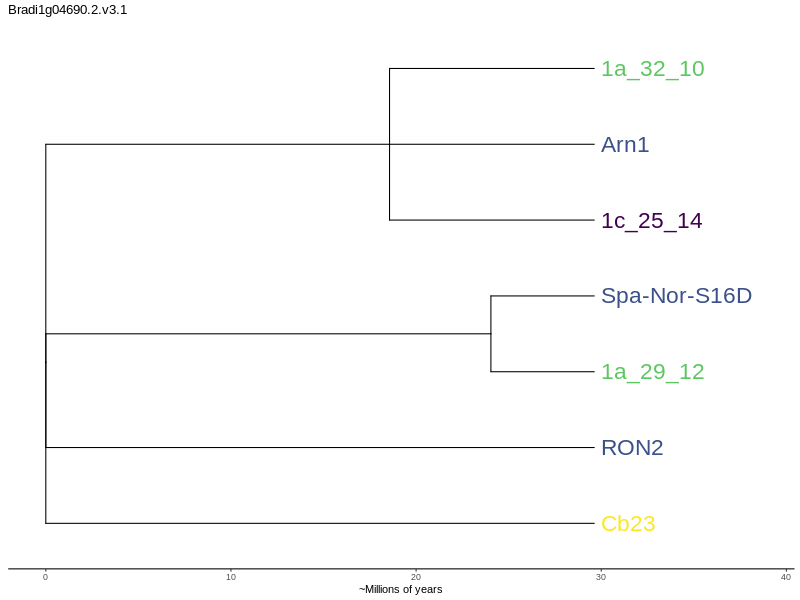 Bradi1g04690.2.v3.1
1a_32_10
Arn1
1c_25_14
Spa-Nor-S16D
1a_29_12
RON2
Cb23
0 10 20 30 40
~Millions of years